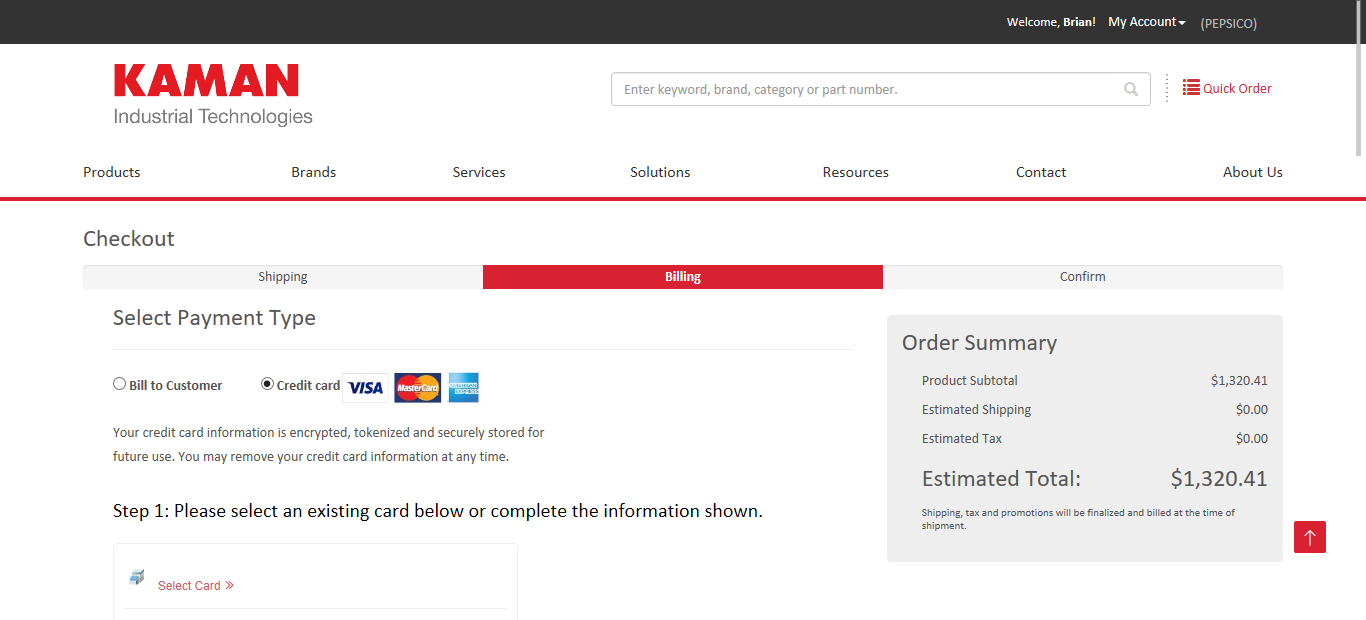 Welcome, Brian! My Account (PEPSICO)
KAMAN
Industrial Technologies
Enter keyword, brand, category or part number.
Quick Order
Products Brands Services Solutions Resources Contact About Us
Checkout
Shipping Billing Confirm
Select Payment Type
Bill to Customer Credit card VISA MasterCard AMERICAN EXPRESS
Your credit card information is encrypted, tokenized and securely stored for
future use. You may remove your credit card information at any time.
Step 1: Please select an existing card below or complete the information shown.
Select Card »
Order Summary
Product Subtotal $1,320.41
Estimated Shipping $0.00
Estimated Tax $0.00
Estimated Total: $1,320.41
Shipping, tax and promotions will be finalized and billed at the time of
shipment.